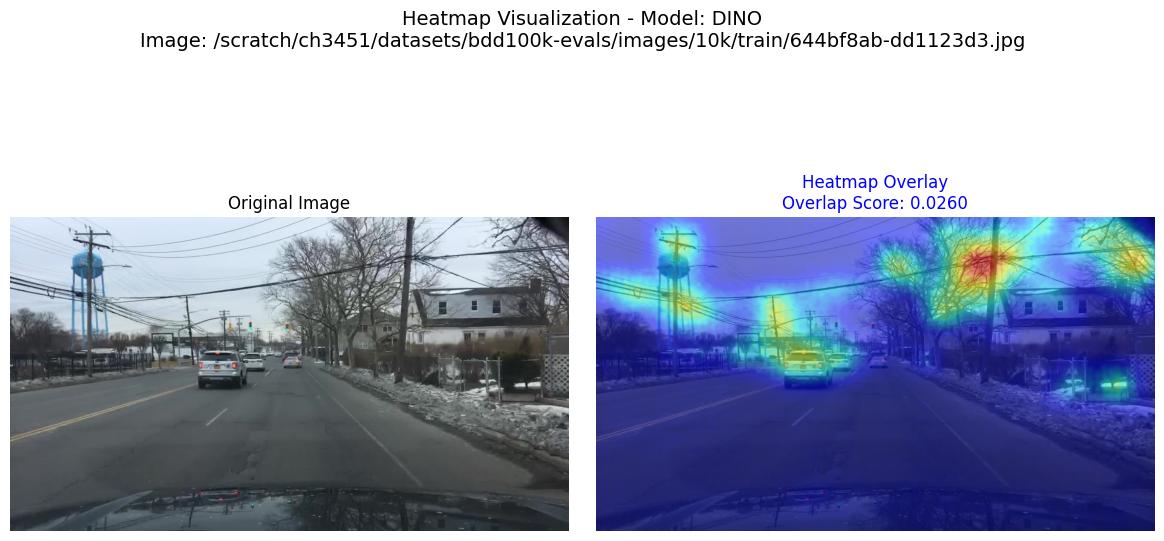 Heatmap Visualization - Model: DINO
Image: /scratch/ch3451/datasets/bdd100k-evals/images/10k/train/644bf8ab-dd1123d3.jpg
Original Image
Heatmap Overlay
Overlap Score: 0.0260